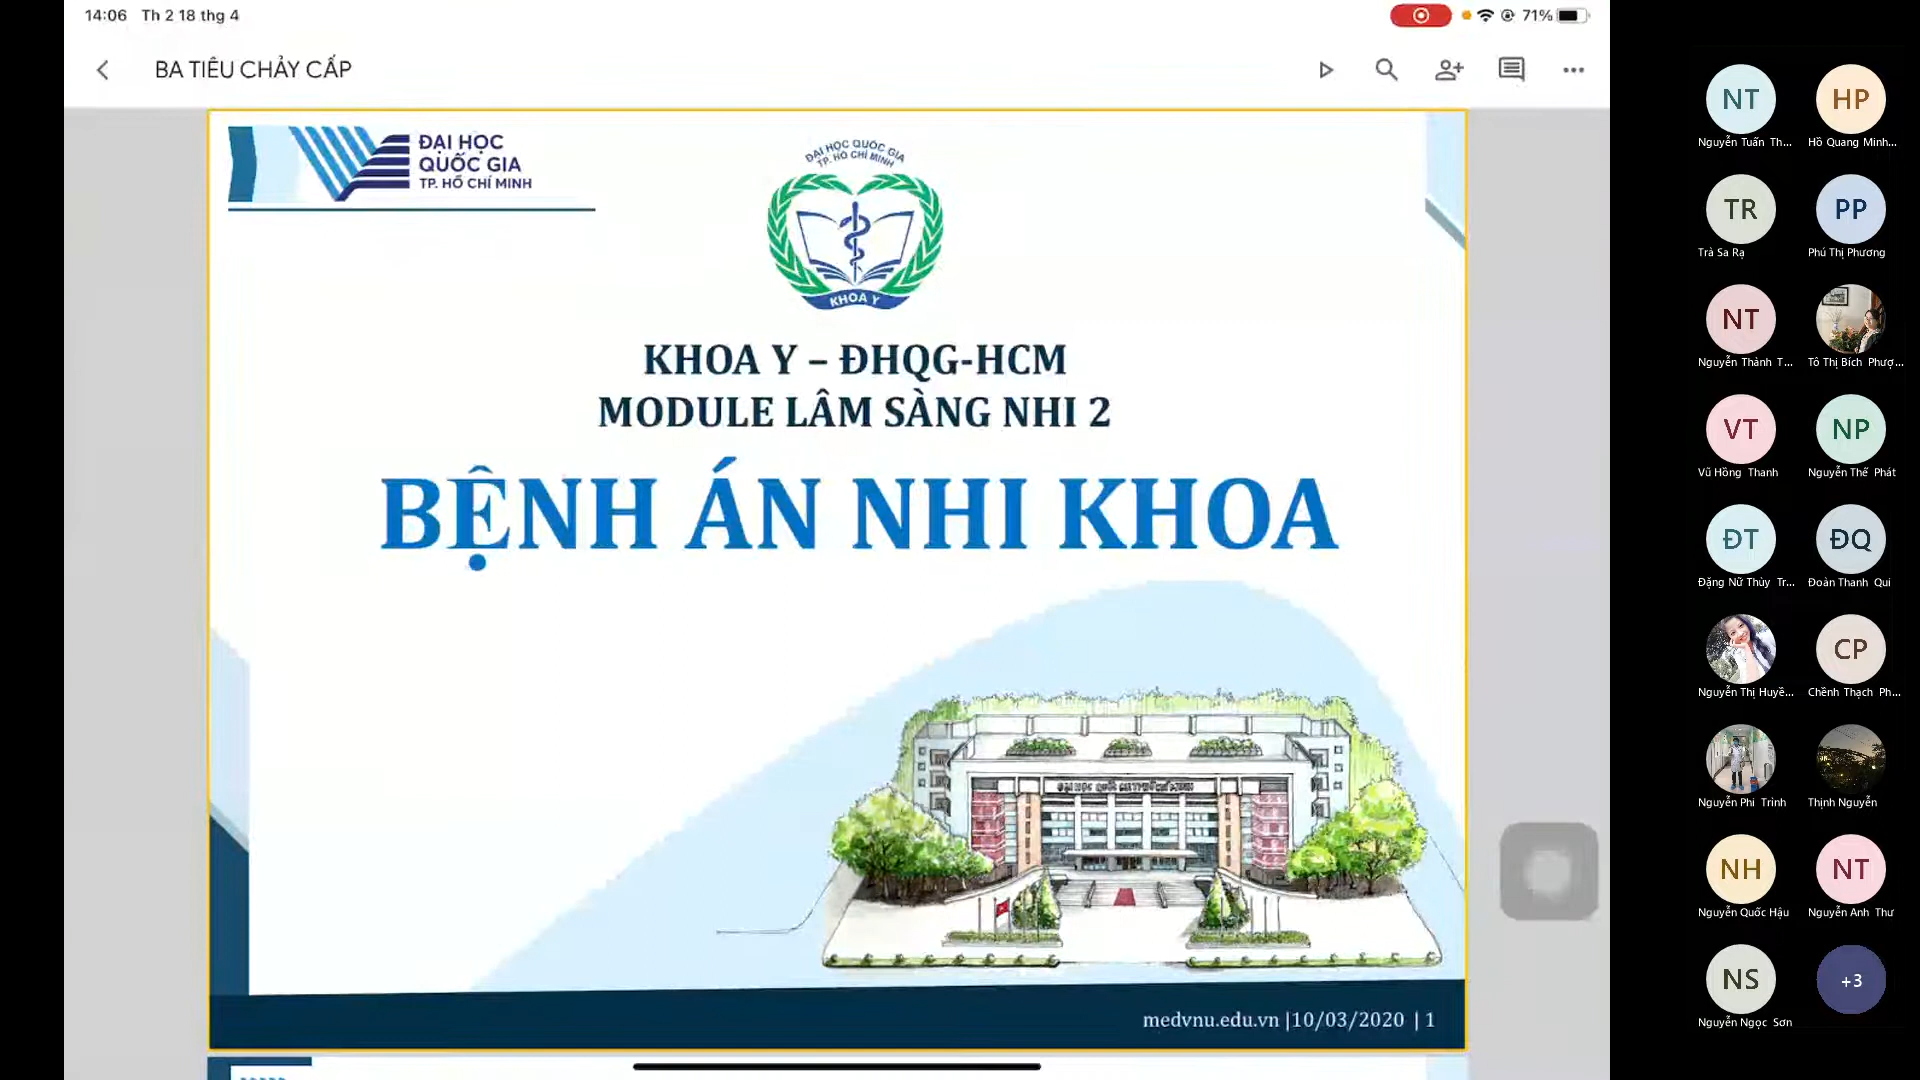 14:06 Th 2 18 thg 4
71%
BA TIÊU CHẢY CẤP
ĐẠI HỌC
QUỐC GIA
TP. HỒ CHÍ MINH
ĐẠI HỌC QUỐC GIA
TP. HỒ CHÍ MINH
KHOA Y
KHOA Y – ĐHQG-HCM
MODULE LÂM SÀNG NHI 2
BỆNH ÁN NHI KHOA
medvnu.edu.vn |10/03/2020 | 1
NT
HP
Nguyễn Tuấn Th...
Hồ Quang Minh...
TR
PP
Trà Sa Rạ
Phú Thị Phương
NT
Nguyễn Thảnh T...
Tô Thị Bích Phượ...
VT
NP
Vũ Hồng Thanh
Nguyễn Thế Phát
ĐT
ĐQ
Đặng Nữ Thùy Tr...
Đoàn Thanh Qui
CP
Nguyễn Thị Huyề...
Chềnh Thạch Ph...
Nguyễn Phi Trình
Thịnh Nguyễn
NH
NT
Nguyễn Quốc Hậu
Nguyễn Anh Thư
NS
+3
Nguyễn Ngọc Sơn